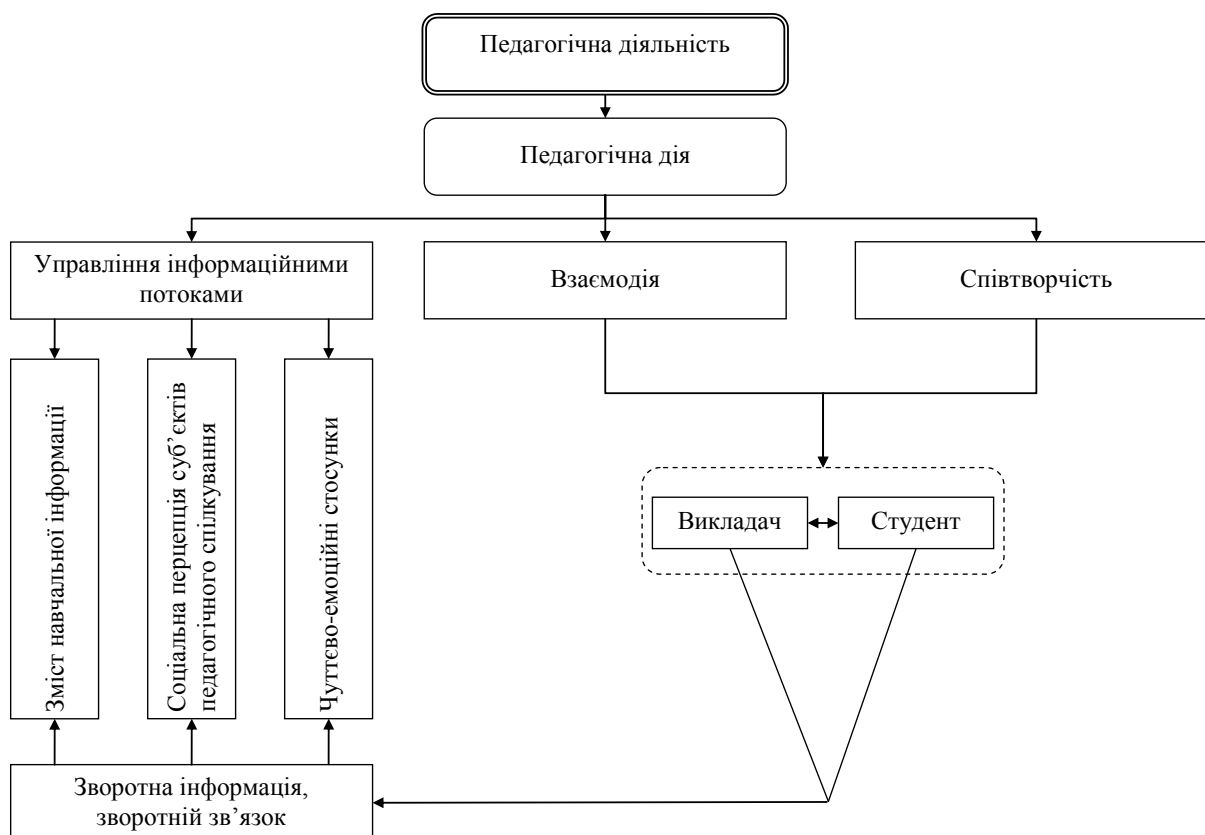 Педагогічна діяльність
Педагогічна дія
Управління інформаційними
потоками
Взаємодія
Співтворчість
Зміст навчальної інформації
Соціальна перцепція суб’єктів
педагогічного спілкування
Чуттєво-емоційні стосунки
Викладач
Студент
Зворотна інформація,
зворотній зв’язок